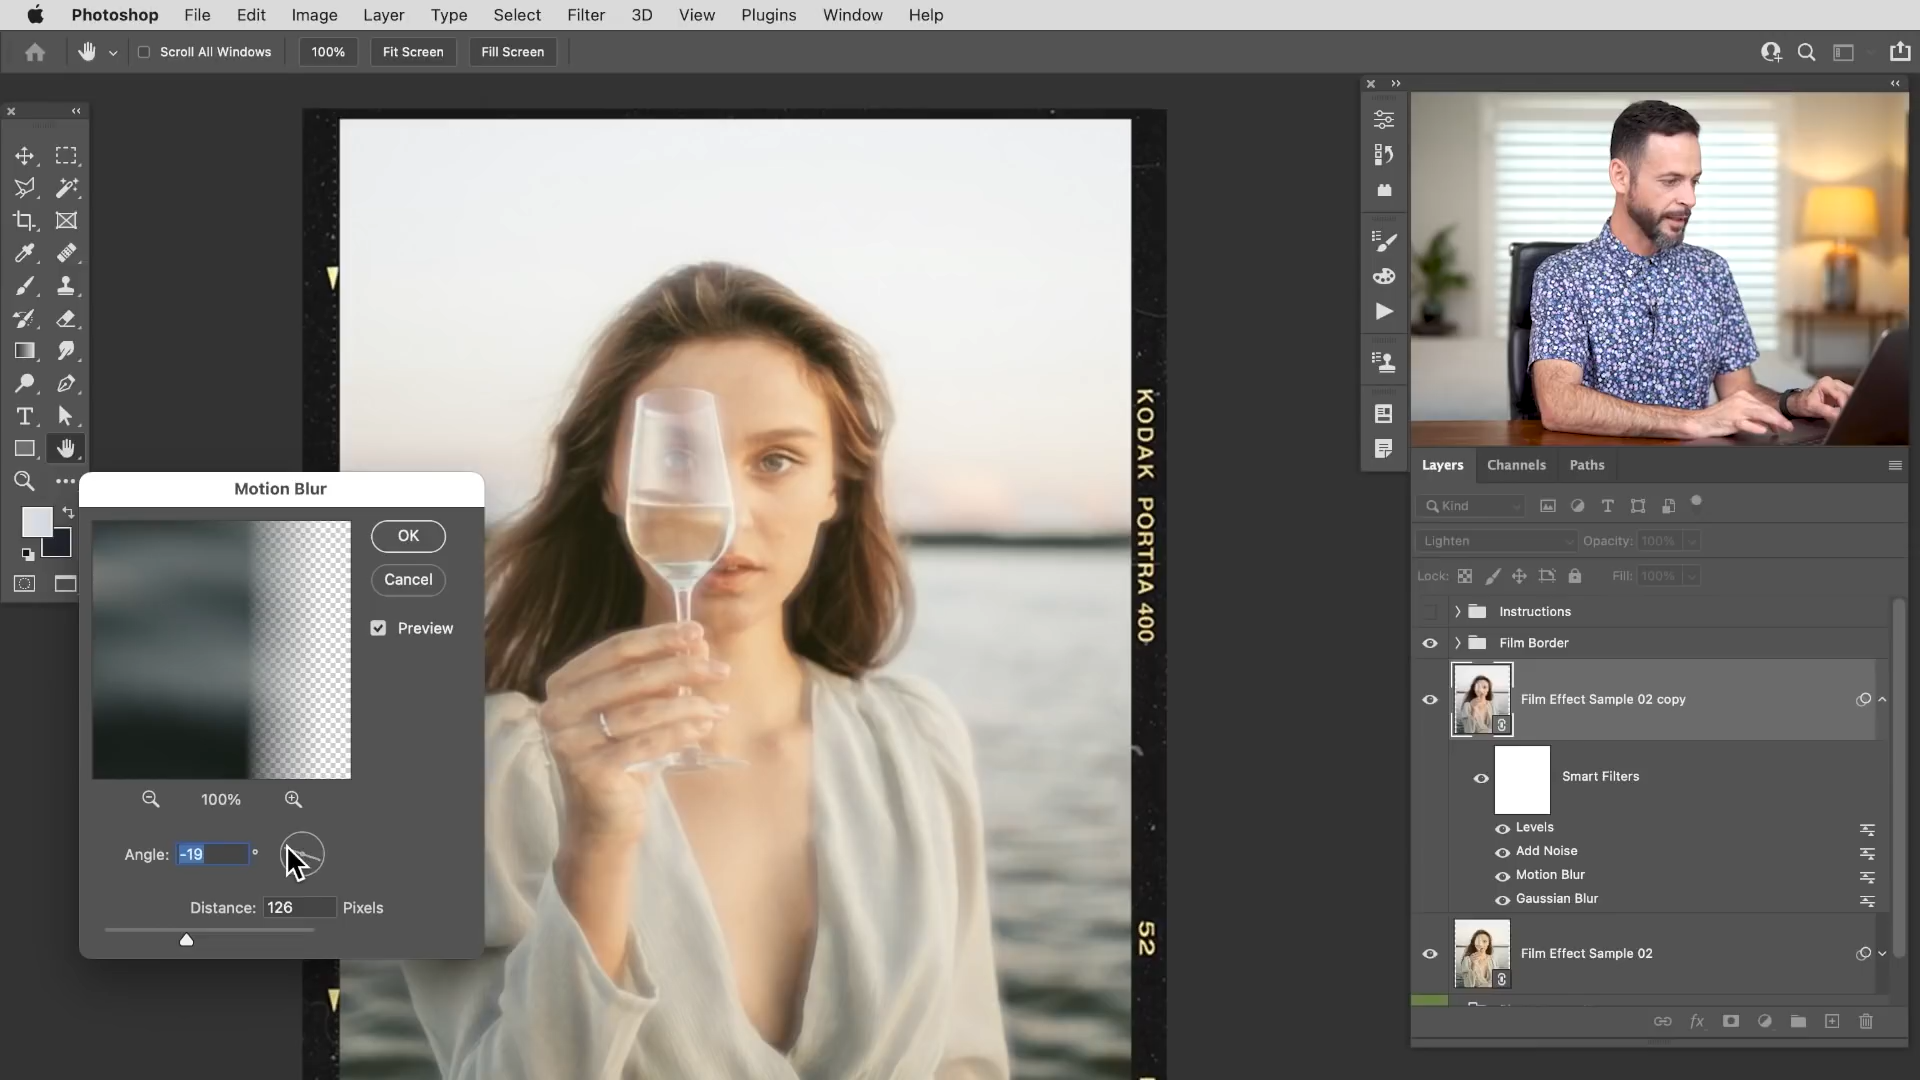 Photoshop File Edit Image Layer Type Select Filter 3D View Plugins Window Help
Scroll All Windows 100% Fit Screen Fill Screen
KODAK PORTRA 400
52
Motion Blur
OK
Cancel
Preview
100%
Angle: -19 °
Distance: 126 Pixels
Layers Channels Paths
Kind
Lighten Opacity: 100%
Lock: Fill: 100%
Instructions
Film Border
Film Effect Sample 02 copy
Smart Filters
Levels
Add Noise
Motion Blur
Gaussian Blur
Film Effect Sample 02
fx